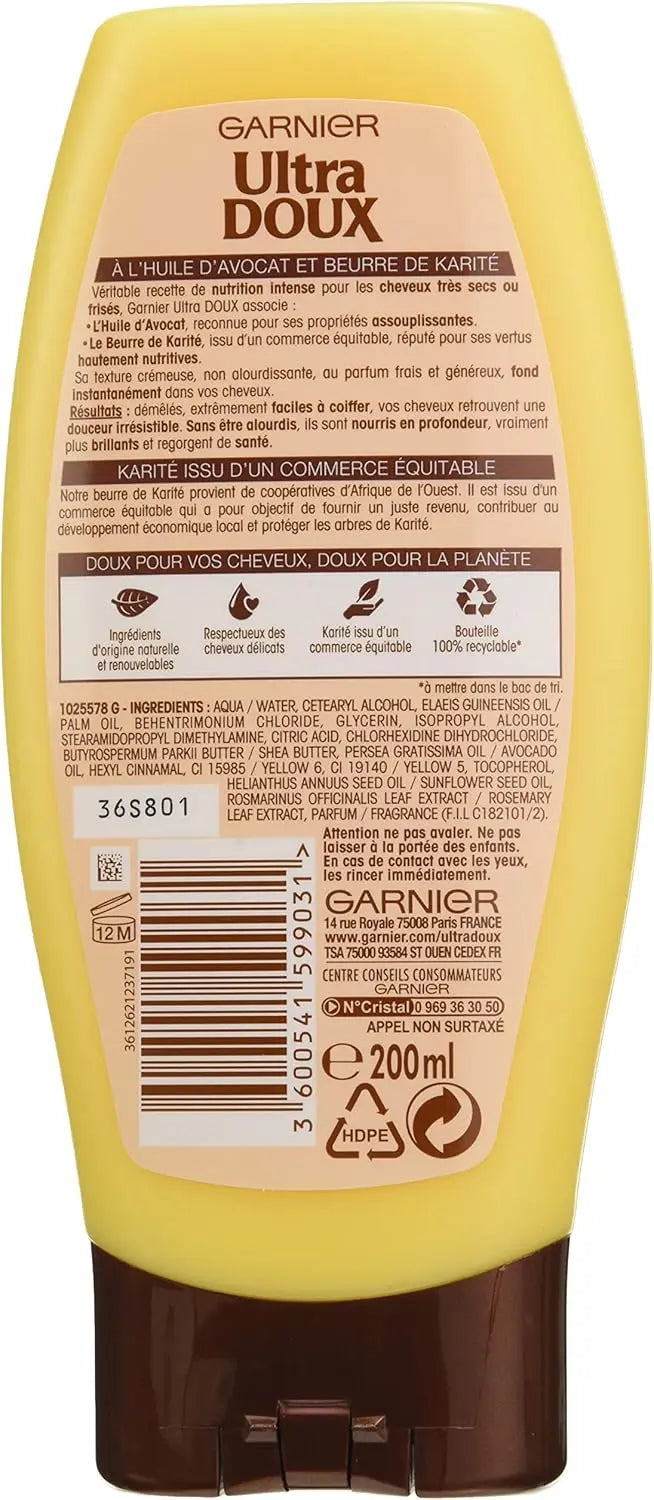 GARNIER
Ultra
DOUX
À L'HUILE D'AVOCAT ET BEURRE DE KARITÉ
Véritable recette de nutrition intense pour les cheveux très secs ou
frisés, Garnier Ultra DOUX associe :
• L'Huile d'Avocat, reconnue pour ses propriétés assouplissantes.
• Le Beurre de Karité, issu d'un commerce équitable, réputé pour ses vertus
hautement nutritives.
Sa texture crémeuse, non alourdissante, au parfum frais et généreux, fond
instantanément dans vos cheveux.
Résultats : démêlés, extrêmement faciles à coiffer, vos cheveux retrouvent une
douceur irrésistible. Sans être alourdis, ils sont nourris en profondeur, vraiment
plus brillants et regorgent de santé.
KARITÉ ISSU D'UN COMMERCE ÉQUITABLE
Notre beurre de Karité provient de coopératives d'Afrique de l'Ouest. Il est issu d'un
commerce équitable qui a pour objectif de fournir un juste revenu, contribuer au
développement économique local et protéger les arbres de Karité.
DOUX POUR VOS CHEVEUX, DOUX POUR LA PLANÈTE
Ingrédients
d'origine naturelle
et renouvelables
Respectueux des
cheveux délicats
Karité issu d'un
commerce équitable
Bouteille
100% recyclable*
*à mettre dans le bac de tri.
1025578 G - INGREDIENTS : AQUA / WATER, CETEARYL ALCOHOL, ELAEIS GUINEENSIS OIL /
PALM OIL, BEHENTRIMONIUM CHLORIDE, GLYCERIN, ISOPROPYL ALCOHOL,
STEARAMIDOPROPYL DIMETHYLAMINE, CITRIC ACID, CHLORHEXIDINE DIHYDROCHLORIDE,
BUTYROSPERMUM PARKII BUTTER / SHEA BUTTER, PERSEA GRATISSIMA OIL / AVOCADO
OIL, HEXYL CINNAMAL, CI 15985 / YELLOW 6, CI 19140 / YELLOW 5, TOCOPHEROL,
HELIANTHUS ANNUUS SEED OIL / SUNFLOWER SEED OIL,
ROSMARINUS OFFICINALIS LEAF EXTRACT / ROSEMARY
LEAF EXTRACT, PARFUM / FRAGRANCE (F.I.L C182101/2).
36S801
Attention ne pas avaler. Ne pas
laisser à la portée des enfants.
En cas de contact avec les yeux,
les rincer immédiatement.
12 M
3612621237191
3 600541 599031 >
GARNIER
14 rue Royale 75008 Paris FRANCE
www.garnier.com/ultradoux
TSA 75000 93584 ST OUEN CEDEX FR
CENTRE CONSEILS CONSOMMATEURS
GARNIER
N°Cristal 0 969 36 30 50
APPEL NON SURTAXÉ
e 200ml
HDPE